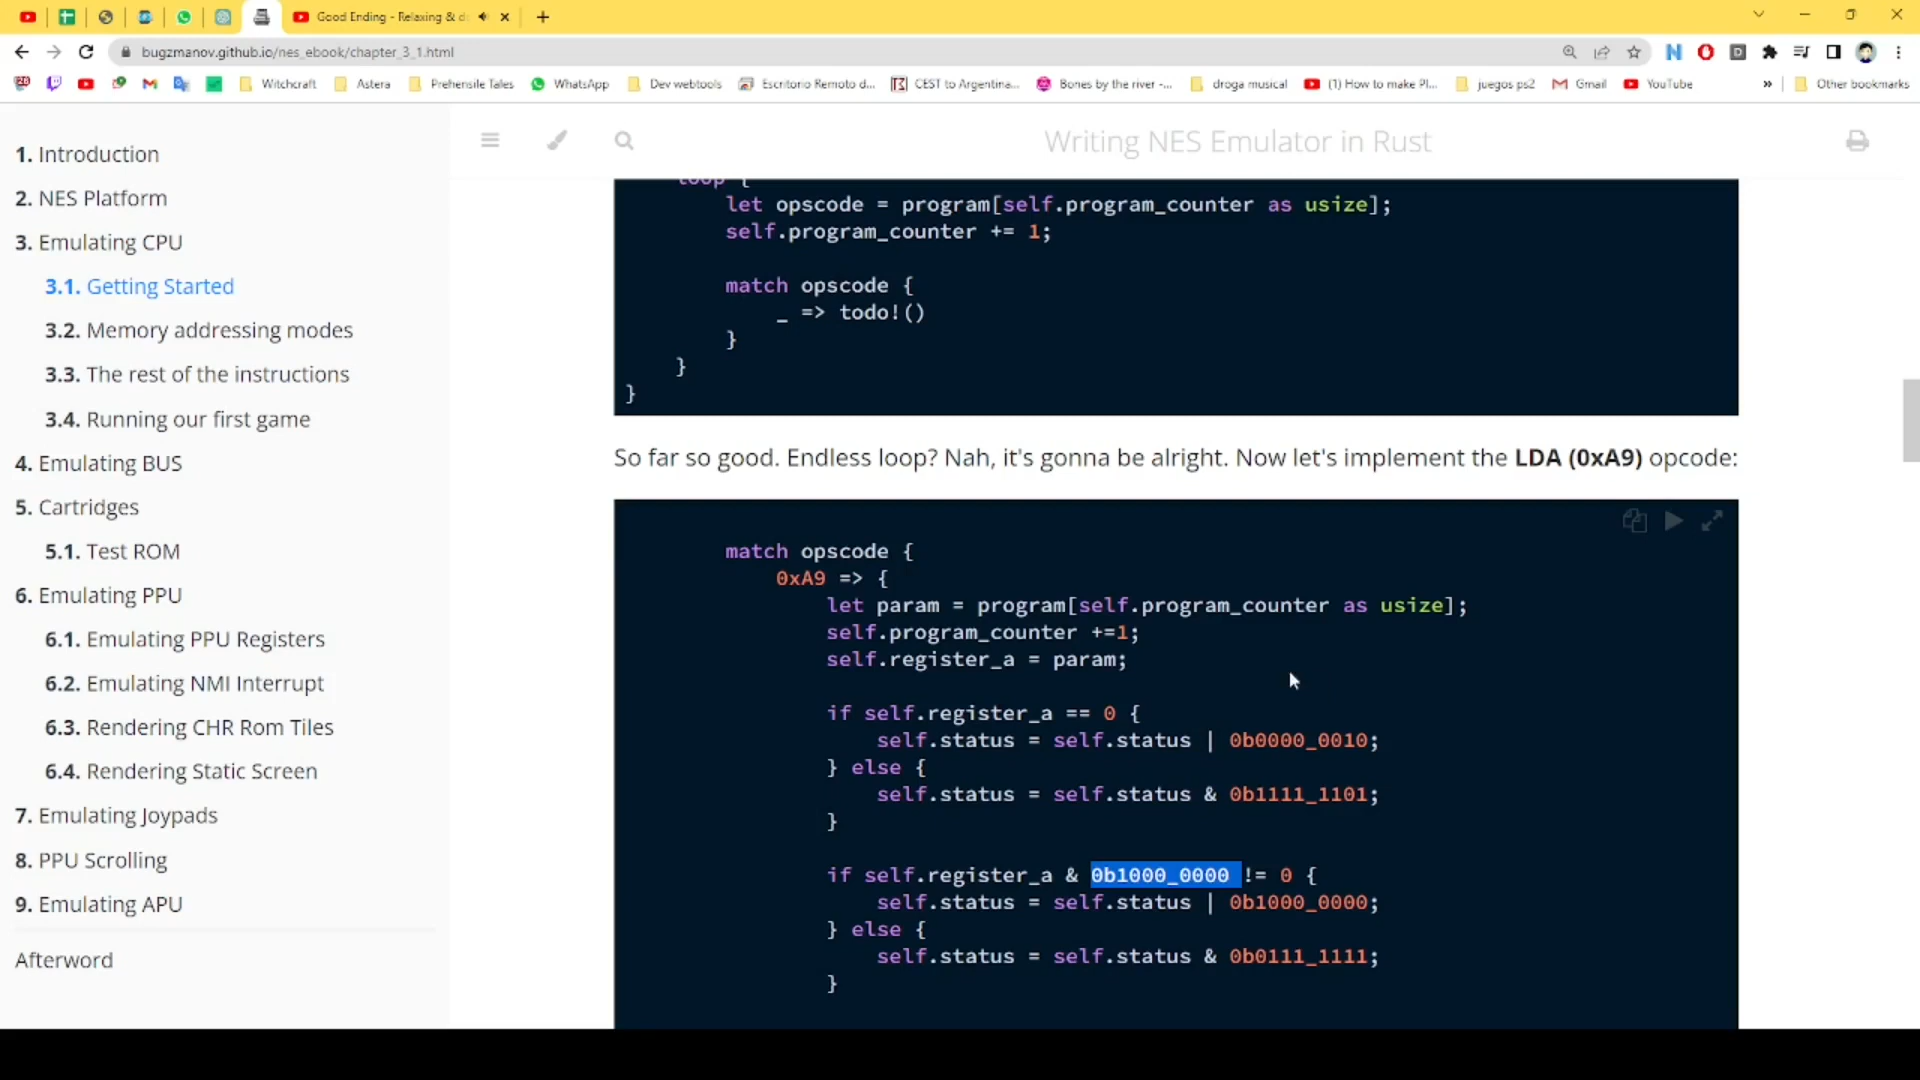 Good Ending - Relaxing & d
bugzmanov.github.io/nes_ebook/chapter_3_1.html
Witchcraft
Astera
Prehensile Tales
WhatsApp
Dev webtools
Escritorio Remoto d...
CEST to Argentina...
Bones by the river -...
droga musical
(1) How to make Pl...
juegos ps2
Gmail
YouTube
»
Other bookmarks
1. Introduction
2. NES Platform
3. Emulating CPU
3.1. Getting Started
3.2. Memory addressing modes
3.3. The rest of the instructions
3.4. Running our first game
4. Emulating BUS
5. Cartridges
5.1. Test ROM
6. Emulating PPU
6.1. Emulating PPU Registers
6.2. Emulating NMI Interrupt
6.3. Rendering CHR Rom Tiles
6.4. Rendering Static Screen
7. Emulating Joypads
8. PPU Scrolling
9. Emulating APU
Afterword
Writing NES Emulator in Rust
loop {
let opscode = program[self.program_counter as usize];
self.program_counter += 1;
match opscode {
_ => todo!()
}
}
}
So far so good. Endless loop? Nah, it's gonna be alright. Now let's implement the LDA (0xA9) opcode:
match opscode {
0xA9 => {
let param = program[self.program_counter as usize];
self.program_counter +=1;
self.register_a = param;
if self.register_a == 0 {
self.status = self.status | 0b0000_0010;
} else {
self.status = self.status & 0b1111_1101;
}
if self.register_a & 0b1000_0000 != 0 {
self.status = self.status | 0b1000_0000;
} else {
self.status = self.status & 0b0111_1111;
}